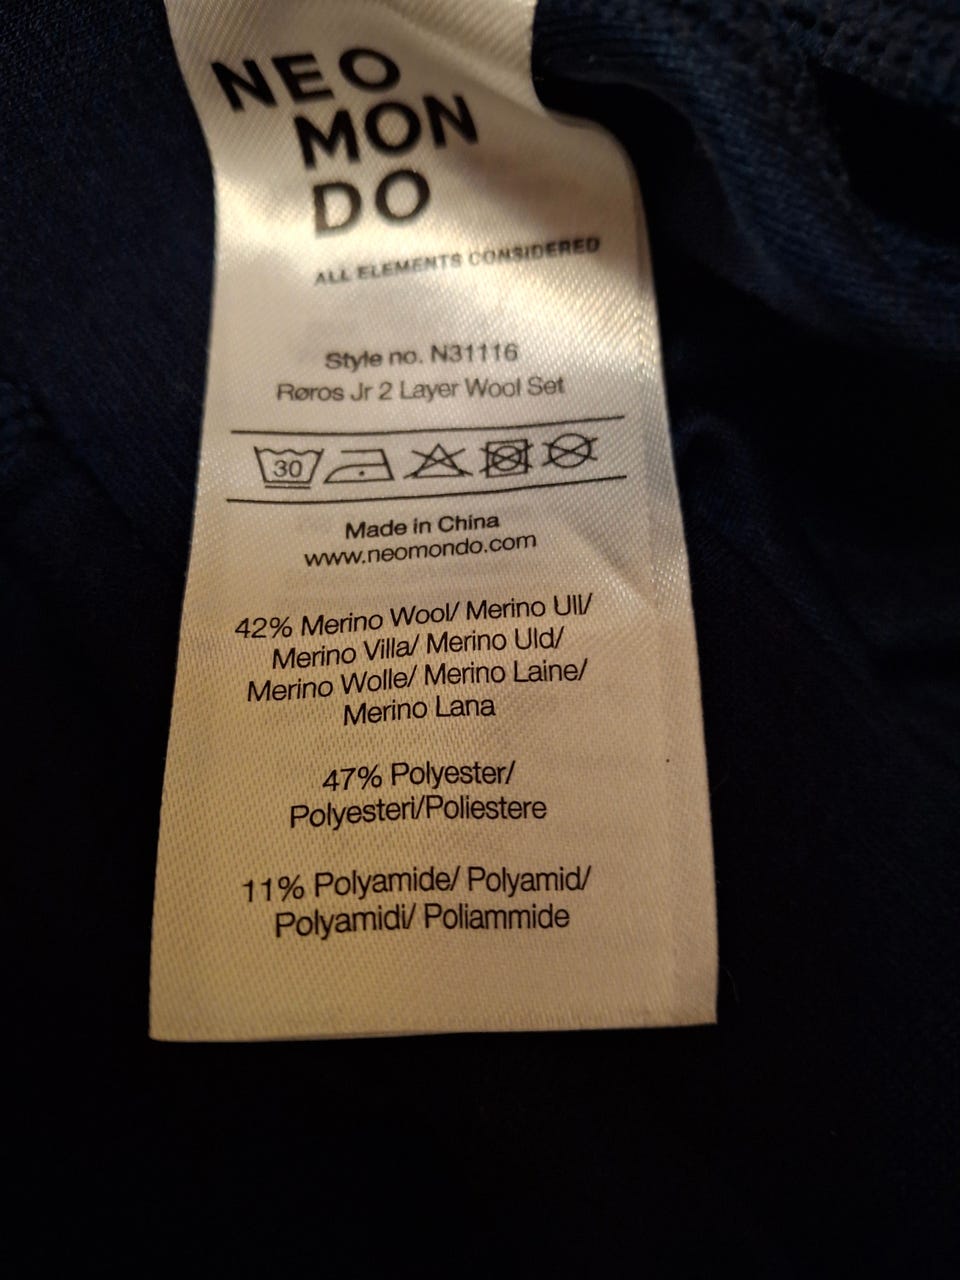 NEO
MON
DO
ALL ELEMENTS CONSIDERED
Style no. N31116
Røros Jr 2 Layer Wool Set
30
Made in China
www.neomondo.com
42% Merino Wool/ Merino Ull/
Merino Villa/ Merino Uld/
Merino Wolle/ Merino Laine/
Merino Lana
47% Polyester/
Polyesteri/Poliestere
11% Polyamide/ Polyamid/
Polyamidi/ Poliammide